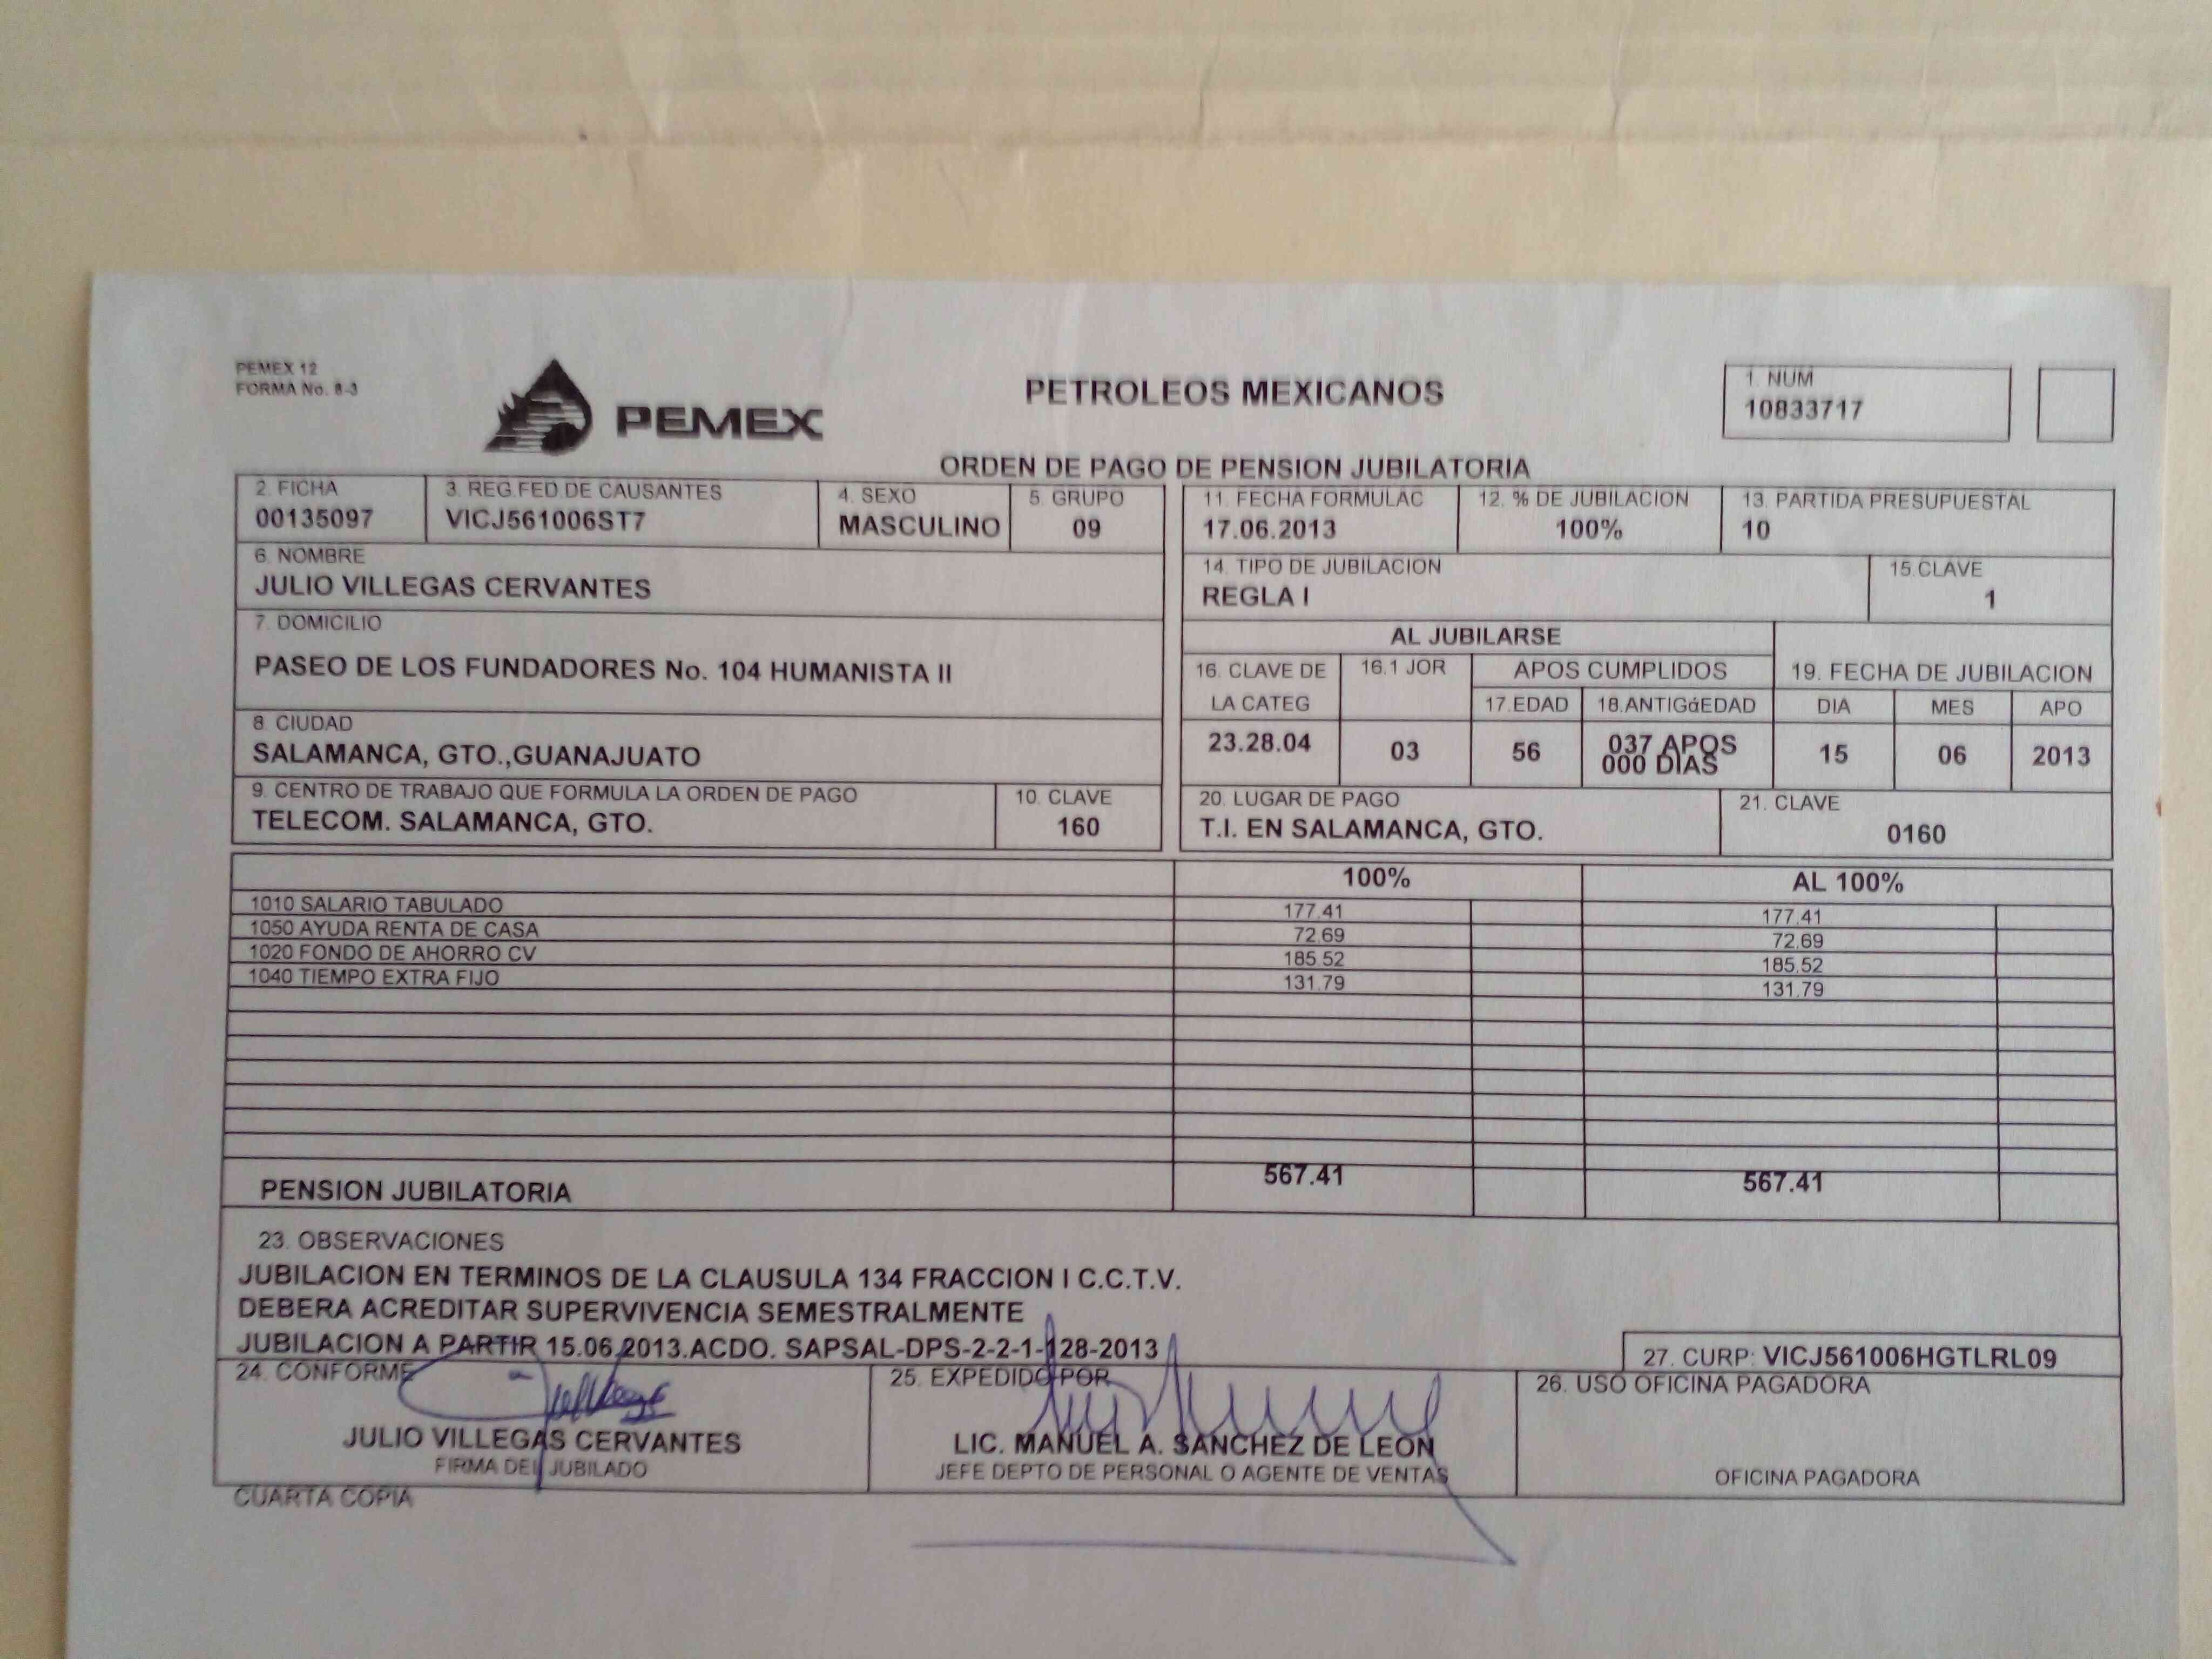 PEMEX 12
FORMA No. 8-3
PEMEX
PETROLEOS MEXICANOS
1. NUM
10833717
ORDEN DE PAGO DE PENSION JUBILATORIA
2. FICHA
00135097
3. REG.FED DE CAUSANTES
VICJ561006ST7
4. SEXO
MASCULINO
5. GRUPO
09
6. NOMBRE
JULIO VILLEGAS CERVANTES
7. DOMICILIO
PASEO DE LOS FUNDADORES No. 104 HUMANISTA II
8. CIUDAD
SALAMANCA, GTO.,GUANAJUATO
9. CENTRO DE TRABAJO QUE FORMULA LA ORDEN DE PAGO
TELECOM. SALAMANCA, GTO.
10. CLAVE
160
11. FECHA FORMULAC
17.06.2013
12. % DE JUBILACION
100%
13. PARTIDA PRESUPUESTAL
10
14. TIPO DE JUBILACION
REGLA I
15.CLAVE
1
AL JUBILARSE
16. CLAVE DE
LA CATEG
23.28.04
16.1 JOR
03
APOS CUMPLIDOS
17.EDAD
56
18.ANTIGáEDAD
037 APOS
000 DIAS
19. FECHA DE JUBILACION
DIA MES APO
15 06 2013
20. LUGAR DE PAGO
T.I. EN SALAMANCA, GTO.
21. CLAVE
0160
100% AL 100%
1010 SALARIO TABULADO 177.41 177.41
1050 AYUDA RENTA DE CASA 72.69 72.69
1020 FONDO DE AHORRO CV 185.52 185.52
1040 TIEMPO EXTRA FIJO 131.79 131.79
PENSION JUBILATORIA 567.41 567.41
23. OBSERVACIONES
JUBILACION EN TERMINOS DE LA CLAUSULA 134 FRACCION I C.C.T.V.
DEBERA ACREDITAR SUPERVIVENCIA SEMESTRALMENTE
JUBILACION A PARTIR 15.06.2013.ACDO. SAPSAL-DPS-2-2-1-128-2013
27. CURP: VICJ561006HGTLRL09
24. CONFORME
JULIO VILLEGAS CERVANTES
FIRMA DEL JUBILADO
25. EXPEDIDO POR
LIC. MANUEL A. SANCHEZ DE LEON
JEFE DEPTO DE PERSONAL O AGENTE DE VENTAS
26. USO OFICINA PAGADORA
OFICINA PAGADORA
CUARTA COPIA